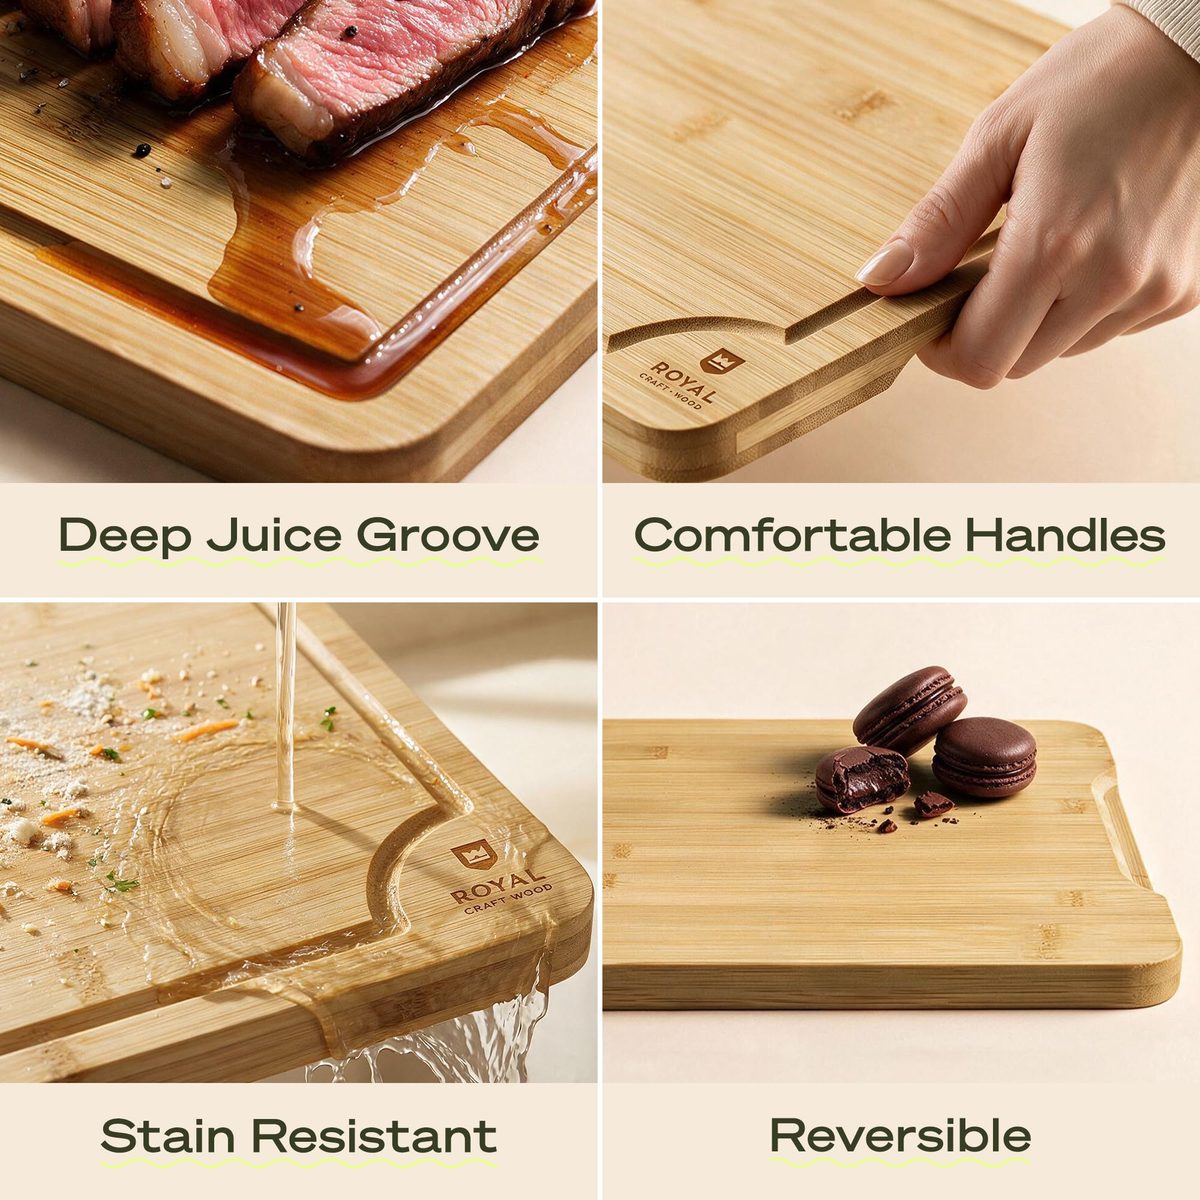 ROYAL
CRAFT • WOOD
Deep Juice Groove
Comfortable Handles
ROYAL
CRAFT WOOD
Stain Resistant
Reversible